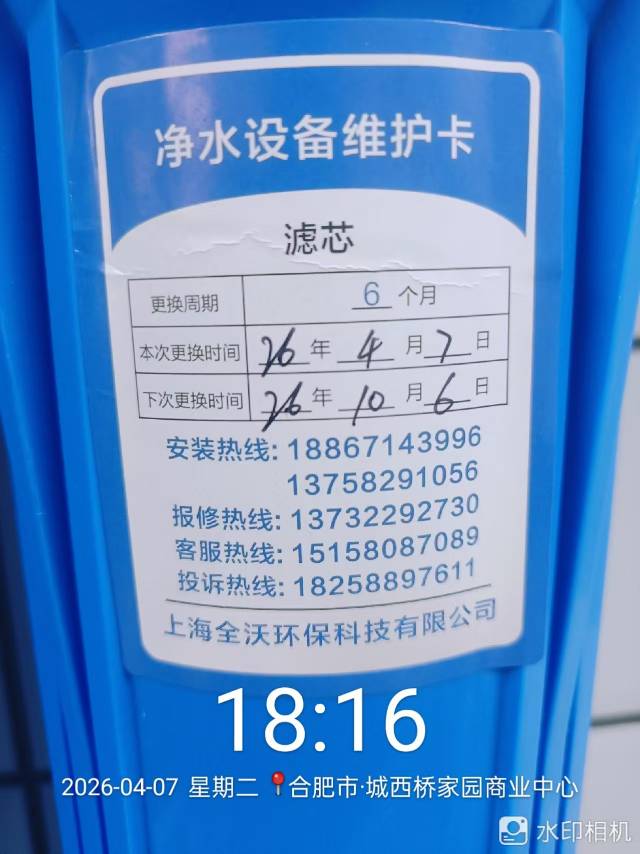 净水设备维护卡
滤芯
更换周期 6 个月
本次更换时间 26 年 4 月 7 日
下次更换时间 26 年 10 月 6 日
安装热线: 18867143996
13758291056
报修热线: 13732292730
客服热线: 15158087089
投诉热线: 18258897611
上海全沃环保科技有限公司
18:16
2026-04-07 星期二 📍合肥市·城西桥家园商业中心
水印相机